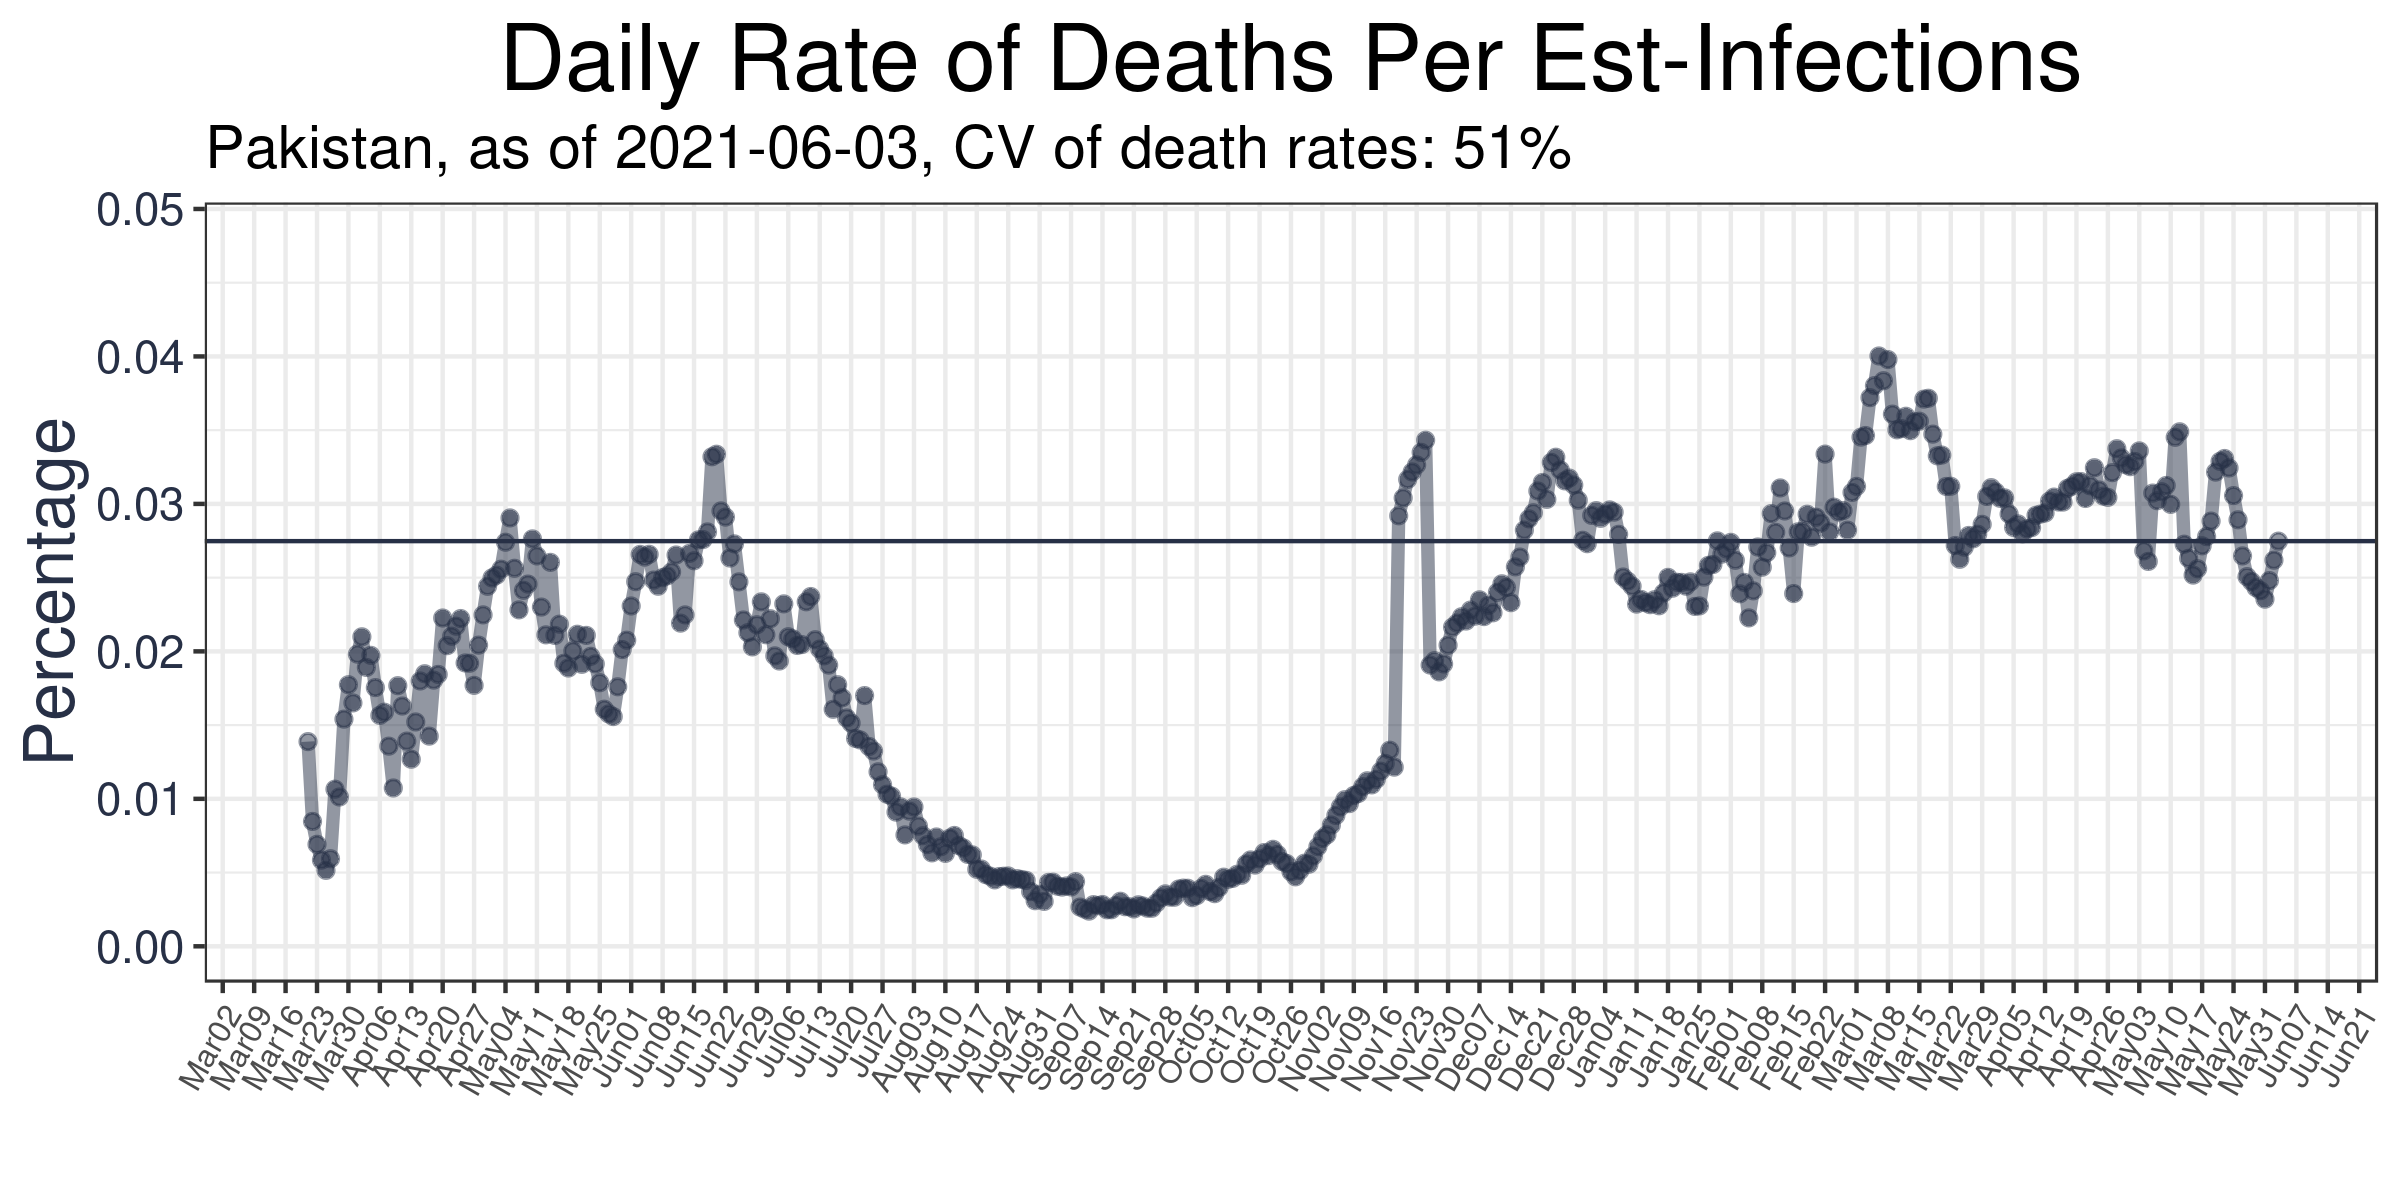 Daily Rate of Deaths Per Est-Infections
Pakistan, as of 2021-06-03, CV of death rates: 51%
Percentage
0.05
0.04
0.03
0.02
0.01
0.00
Mar02
Mar09
Mar16
Mar23
Mar30
Apr06
Apr13
Apr20
Apr27
May04
May11
May18
May25
Jun01
Jun08
Jun15
Jun22
Jun29
Jul06
Jul13
Jul20
Jul27
Aug03
Aug10
Aug17
Aug24
Aug31
Sep07
Sep14
Sep21
Sep28
Oct05
Oct12
Oct19
Oct26
Nov02
Nov09
Nov16
Nov23
Nov30
Dec07
Dec14
Dec21
Dec28
Jan04
Jan11
Jan18
Jan25
Feb01
Feb08
Feb15
Feb22
Mar01
Mar08
Mar15
Mar22
Mar29
Apr05
Apr12
Apr19
Apr26
May03
May10
May17
May24
May31
Jun07
Jun14
Jun21